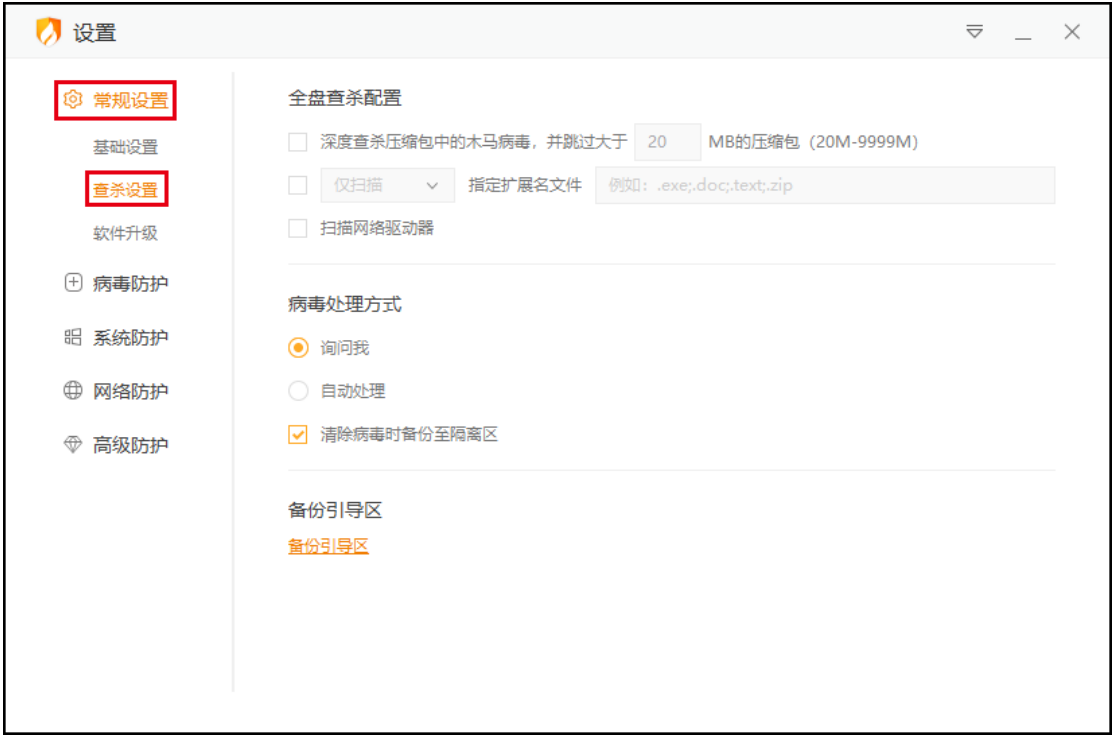 设置
常规设置
基础设置
查杀设置
软件升级
病毒防护
系统防护
网络防护
高级防护
全盘查杀配置
深度查杀压缩包中的木马病毒，并跳过大于 20 MB的压缩包（20M-9999M）
仅扫描 指定扩展名文件 例如：.exe;.doc;.text;.zip
扫描网络驱动器
病毒处理方式
询问我
自动处理
清除病毒时备份至隔离区
备份引导区
备份引导区